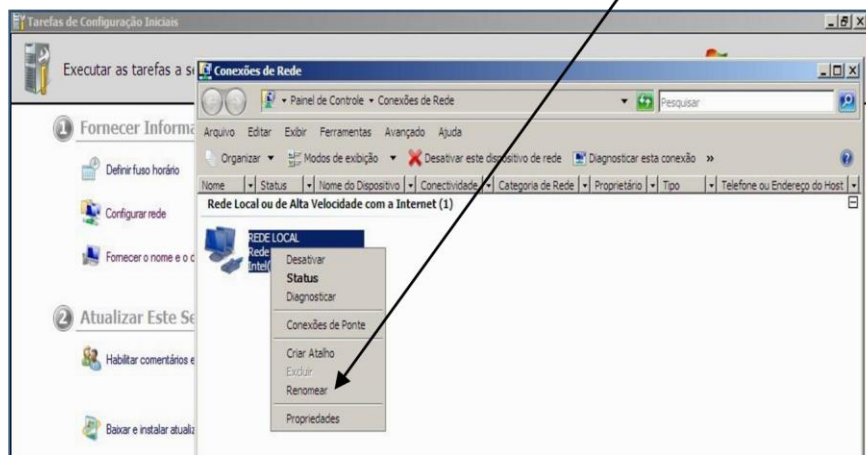 Tarefas de Configuração Iniciais
Executar as tarefas a se
Conexões de Rede
Painel de Controle Conexões de Rede
Pesquisar
Arquivo Editar Exibir Ferramentas Avançado Ajuda
Organizar Modos de exibição Desativar este dispositivo de rede Diagnosticar esta conexão »
Nome Status Nome do Dispositivo Conectividade Categoria de Rede Proprietário Tipo Telefone ou Endereço do Host
Rede Local ou de Alta Velocidade com a Internet (1)
REDE LOCAL
Rede
Intel(
Desativar
Status
Diagnosticar
Conexões de Ponte
Criar Atalho
Excluir
Renomear
Propriedades
1 Fornecer Informa
Definir fuso horário
Configurar rede
Fornecer o nome e o d
2 Atualizar Este Se
Habilitar comentários e
Baixar e instalar atualiz